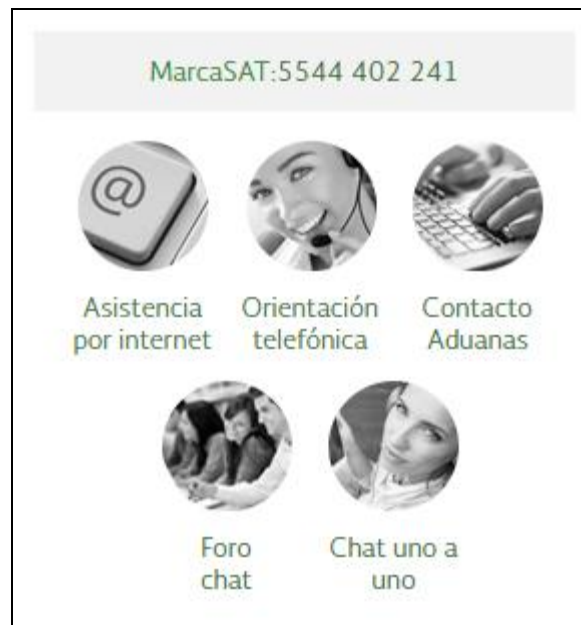 MarcaSAT:5544 402 241
@
Asistencia Orientación Contacto
por internet telefónica Aduanas
Foro Chat uno a
chat uno